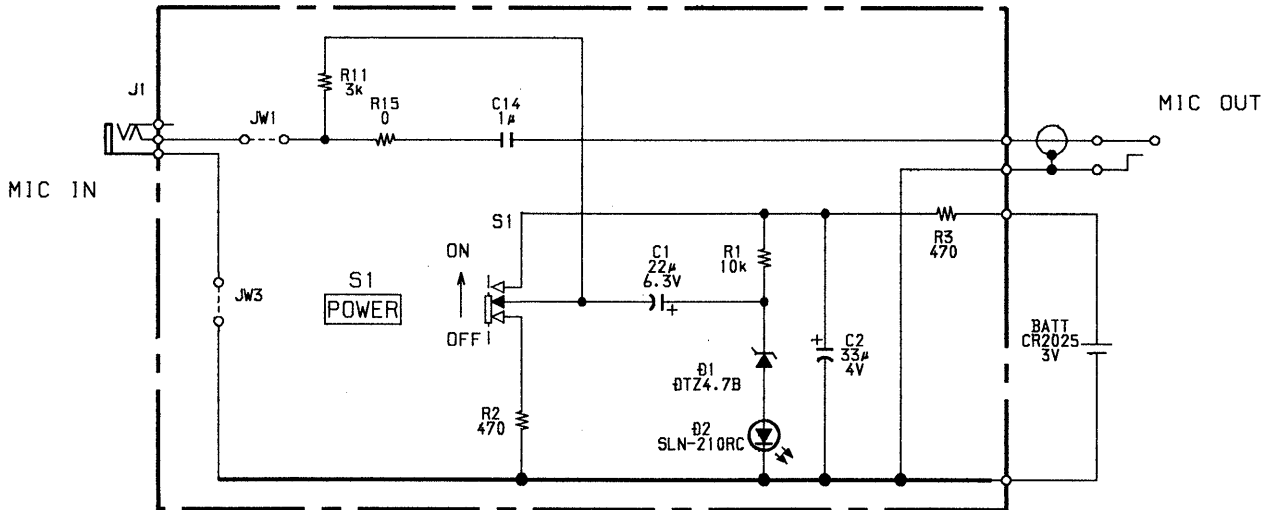 J1
MIC IN
JW1
R11
3k
R15
0
C14
1μ
MIC OUT
JW3
S1
POWER
ON
OFF
S1
C1
22μ
6.3V
+
R1
10k
R3
470
R2
470
D1
DTZ4.7B
D2
SLN-210RC
+
C2
33μ
4V
BATT
CR2025
3V